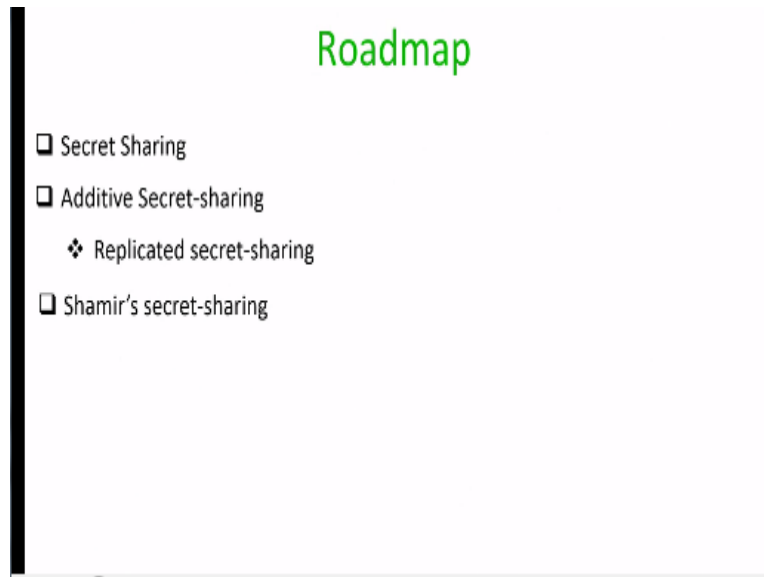 Roadmap
Secret Sharing
Additive Secret-sharing
Replicated secret-sharing
Shamir's secret-sharing